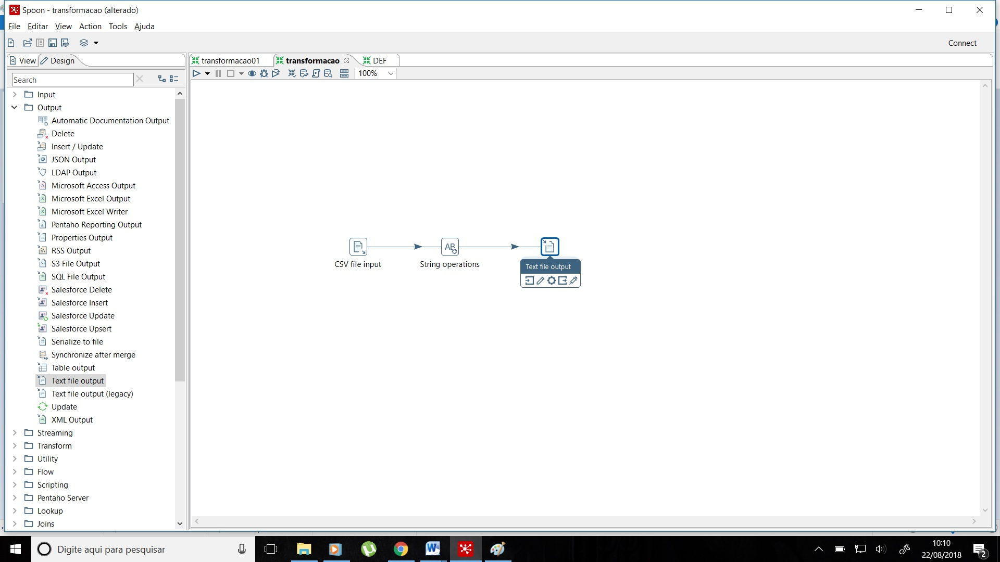 Spoon - transformacao (alterado)
File Editar View Action Tools Ajuda
Connect
View Design
transformacao01 transformacao DEF
100%
Search
Input
Output
Automatic Documentation Output
Delete
Insert / Update
JSON Output
LDAP Output
Microsoft Access Output
Microsoft Excel Output
Microsoft Excel Writer
Pentaho Reporting Output
Properties Output
RSS Output
S3 File Output
SQL File Output
Salesforce Delete
Salesforce Insert
Salesforce Update
Salesforce Upsert
Serialize to file
Synchronize after merge
Table output
Text file output
Text file output (legacy)
Update
XML Output
Streaming
Transform
Utility
Flow
Scripting
Pentaho Server
Lookup
Joins
AB
CSV file input
String operations
Text file output
Digite aqui para pesquisar
10:10
22/08/2018
2